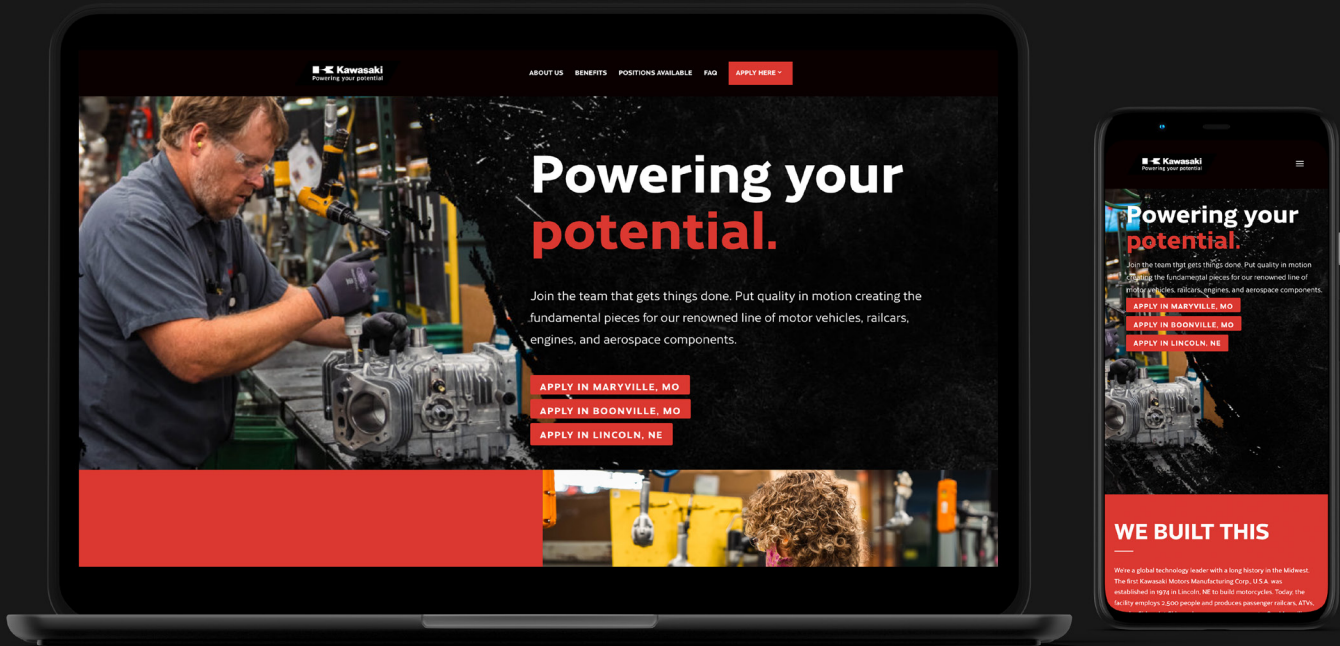 Kawasaki
Powering your potential
ABOUT US
BENEFITS
POSITIONS AVAILABLE
FAQ
APPLY HERE
Powering your
potential.
Join the team that gets things done. Put quality in motion creating the
fundamental pieces for our renowned line of motor vehicles, railcars,
engines, and aerospace components.
APPLY IN MARYVILLE, MO
APPLY IN BOONVILLE, MO
APPLY IN LINCOLN, NE
Kawasaki
Powering your potential
Powering your
potential.
Join the team that gets things done. Put quality in motion
creating the fundamental pieces for our renowned line of
motor vehicles, railcars, engines, and aerospace components.
APPLY IN MARYVILLE, MO
APPLY IN BOONVILLE, MO
APPLY IN LINCOLN, NE
WE BUILT THIS
We're a global technology leader with a long history in the Midwest.
The first Kawasaki Motors Manufacturing Corp., U.S.A. was
established in 1974 in Lincoln, NE to build motorcycles. Today, the
facility employs 2,500 people and produces passenger railcars, ATVs,